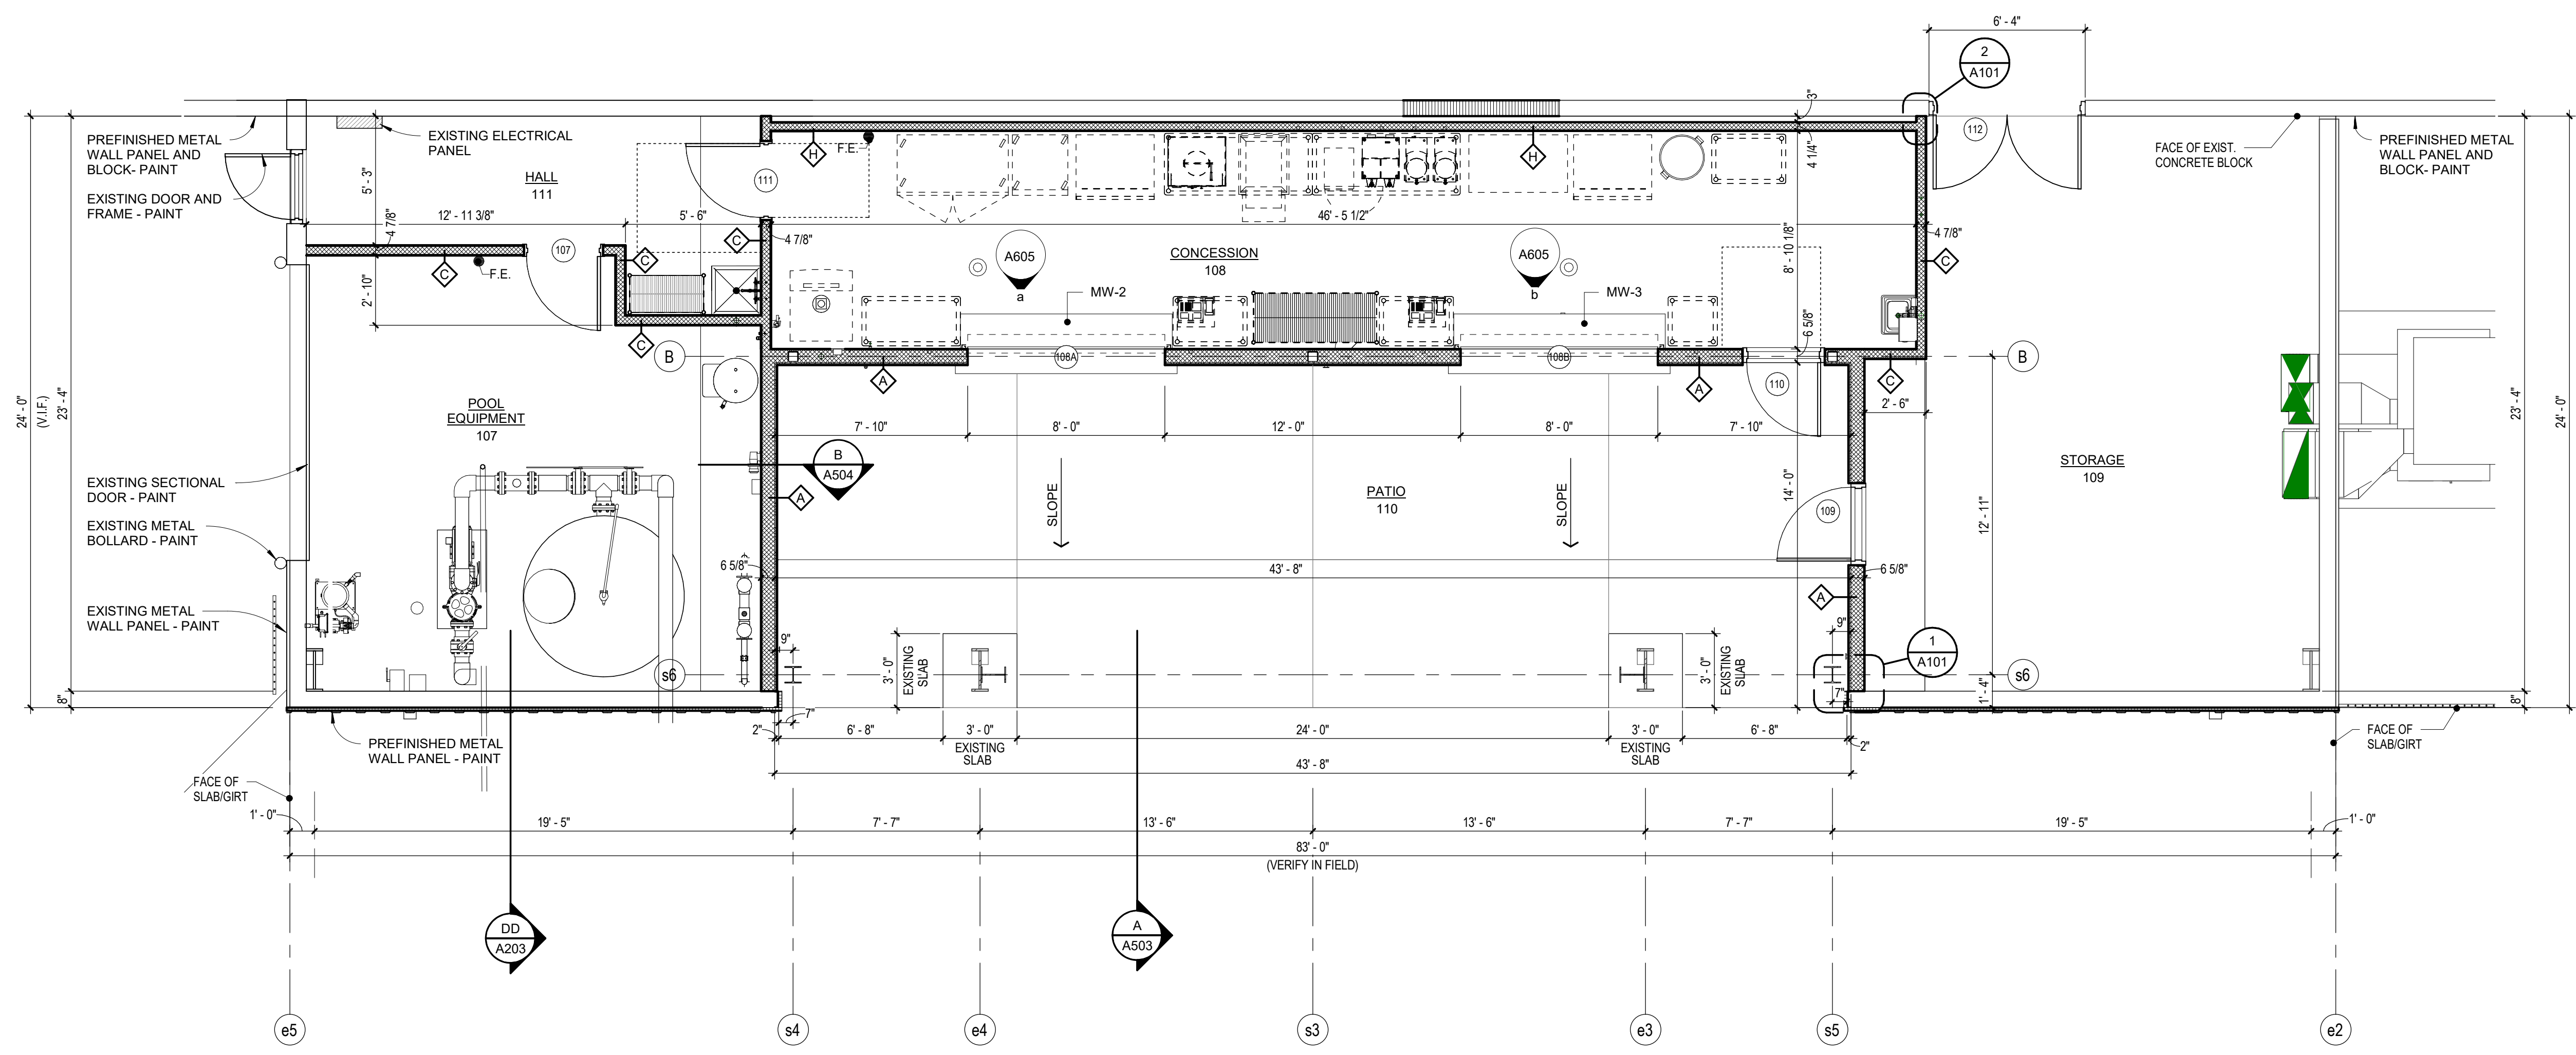 6' - 4"
2
A101
3"
PREFINISHED METAL
WALL PANEL AND
BLOCK- PAINT
EXISTING ELECTRICAL
PANEL
H
F.E.
H
4 1/4"
112
FACE OF EXIST.
CONCRETE BLOCK
PREFINISHED METAL
WALL PANEL AND
BLOCK- PAINT
EXISTING DOOR AND
FRAME - PAINT
5' - 3"
HALL
111
111
12' - 11 3/8"
5' - 6"
46' - 5 1/2"
4 7/8"
107
C
4 7/8"
A605
a
CONCESSION
108
A605
b
8' - 10 1/8"
4 7/8"
C
C
F.E.
C
2' - 10"
MW-2
MW-3
6 5/8"
C
B
108A
108B
B
A
A
110
C
2' - 6"
24' - 0"
(V.I.F.)
23' - 4"
POOL
EQUIPMENT
107
7' - 10"
8' - 0"
12' - 0"
8' - 0"
7' - 10"
23' - 4"
24' - 0"
B
A504
STORAGE
109
EXISTING SECTIONAL
DOOR - PAINT
A
SLOPE
PATIO
110
SLOPE
14' - 0"
109
12' - 11"
EXISTING METAL
BOLLARD - PAINT
6 5/8"
43' - 8"
6 5/8"
EXISTING METAL
WALL PANEL - PAINT
A
9"
9"
1
A101
s6
3' - 0"
EXISTING
SLAB
3' - 0"
EXISTING
SLAB
s6
8"
7"
7"
1' - 4"
8"
PREFINISHED METAL
WALL PANEL - PAINT
2"
6' - 8"
3' - 0"
EXISTING
SLAB
24' - 0"
3' - 0"
EXISTING
SLAB
6' - 8"
2"
FACE OF
SLAB/GIRT
43' - 8"
FACE OF
SLAB/GIRT
1' - 0"
19' - 5"
7' - 7"
13' - 6"
13' - 6"
7' - 7"
19' - 5"
1' - 0"
83' - 0"
(VERIFY IN FIELD)
DD
A203
A
A503
e5
s4
e4
s3
e3
s5
e2